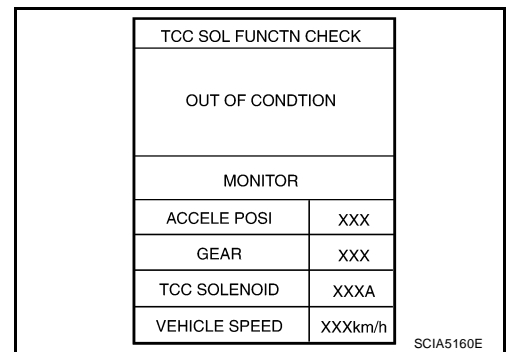 TCC SOL FUNCTN CHECK
OUT OF CONDTION
MONITOR
ACCELE POSI XXX
GEAR XXX
TCC SOLENOID XXXA
VEHICLE SPEED XXXkm/h
SCIA5160E